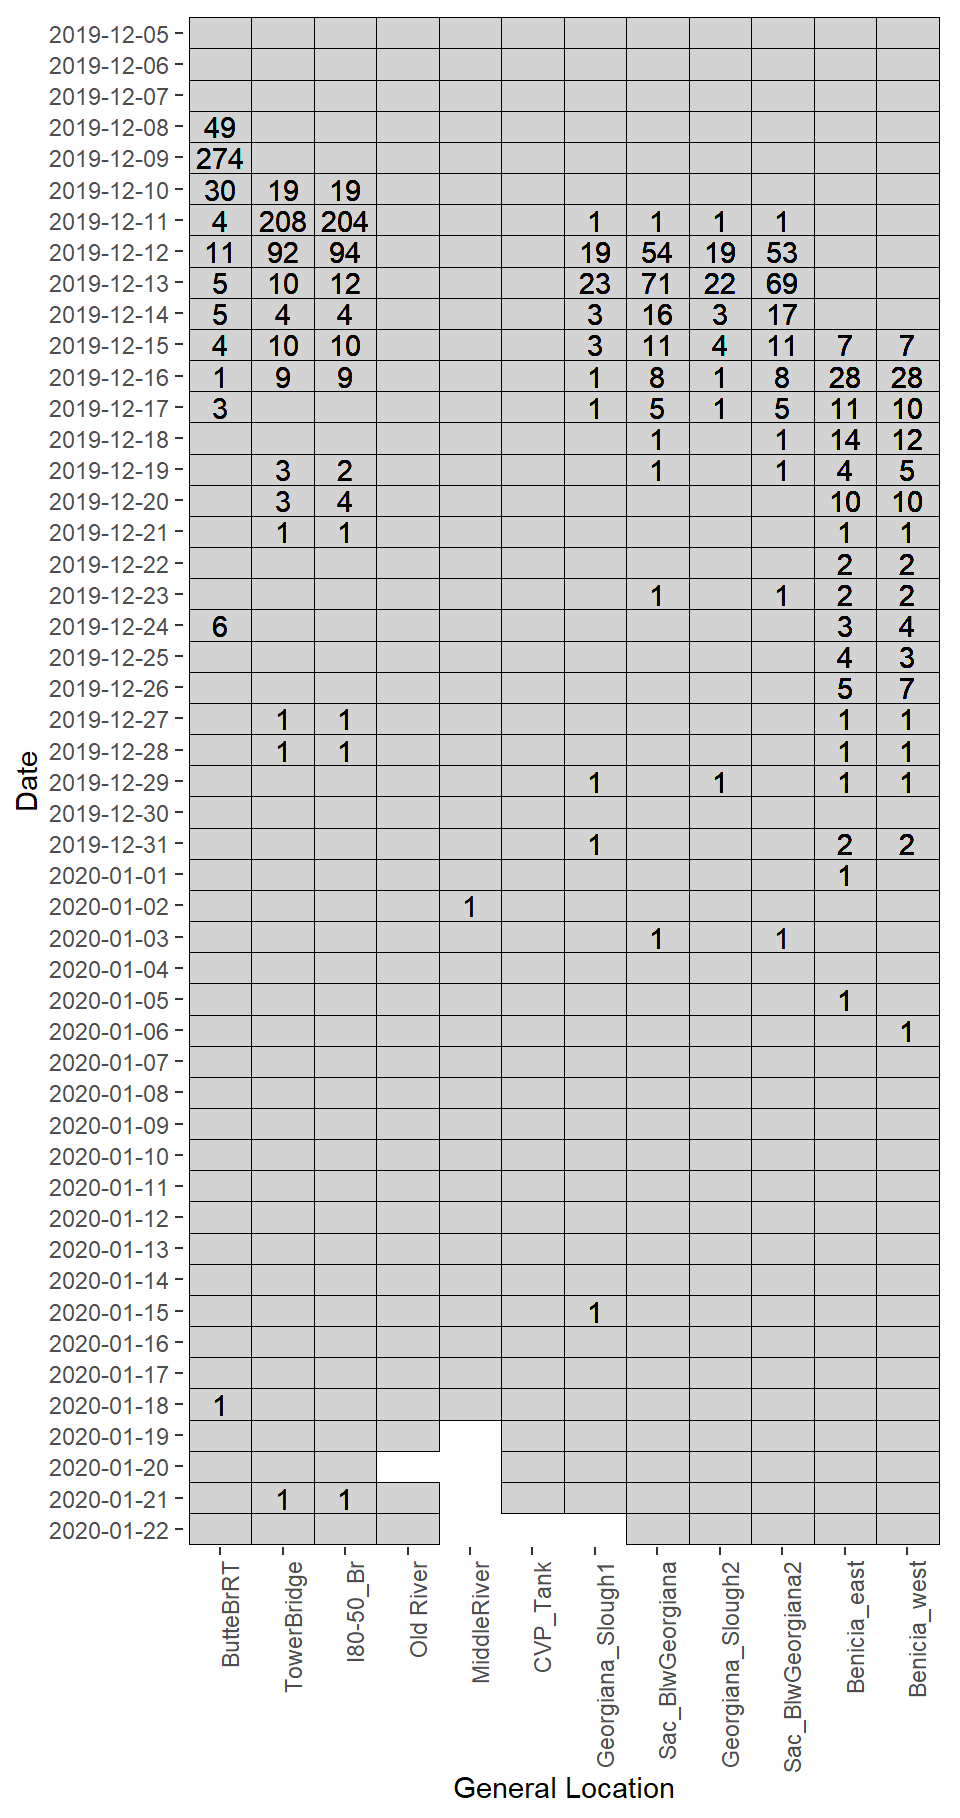 2019-12-05
2019-12-06
2019-12-07
2019-12-08 49
2019-12-09 274
2019-12-10 30 19 19
2019-12-11 4 208 204 1 1 1 1
2019-12-12 11 92 94 19 54 19 53
2019-12-13 5 10 12 23 71 22 69
2019-12-14 5 4 4 3 16 3 17
2019-12-15 4 10 10 3 11 4 11 7 7
2019-12-16 1 9 9 1 8 1 8 28 28
2019-12-17 3 1 5 1 5 11 10
2019-12-18 1 1 14 12
2019-12-19 3 2 1 1 4 5
2019-12-20 3 4 10 10
2019-12-21 1 1 1 1
2019-12-22 2 2
2019-12-23 1 1 2 2
2019-12-24 6 3 4
2019-12-25 4 3
2019-12-26 5 7
2019-12-27 1 1 1 1
2019-12-28 1 1 1 1
2019-12-29 1 1 1 1
2019-12-30
2019-12-31 1 2 2
2020-01-01 1
2020-01-02 1
2020-01-03 1 1
2020-01-04
2020-01-05 1
2020-01-06 1
2020-01-07
2020-01-08
2020-01-09
2020-01-10
2020-01-11
2020-01-12
2020-01-13
2020-01-14
2020-01-15 1
2020-01-16
2020-01-17
2020-01-18 1
2020-01-19
2020-01-20
2020-01-21 1 1
2020-01-22
Date
ButteBrRT
TowerBridge
I80-50_Br
Old River
MiddleRiver
CVP_Tank
Georgiana_Slough1
Sac_BlwGeorgiana
Georgiana_Slough2
Sac_BlwGeorgiana2
Benicia_east
Benicia_west
General Location